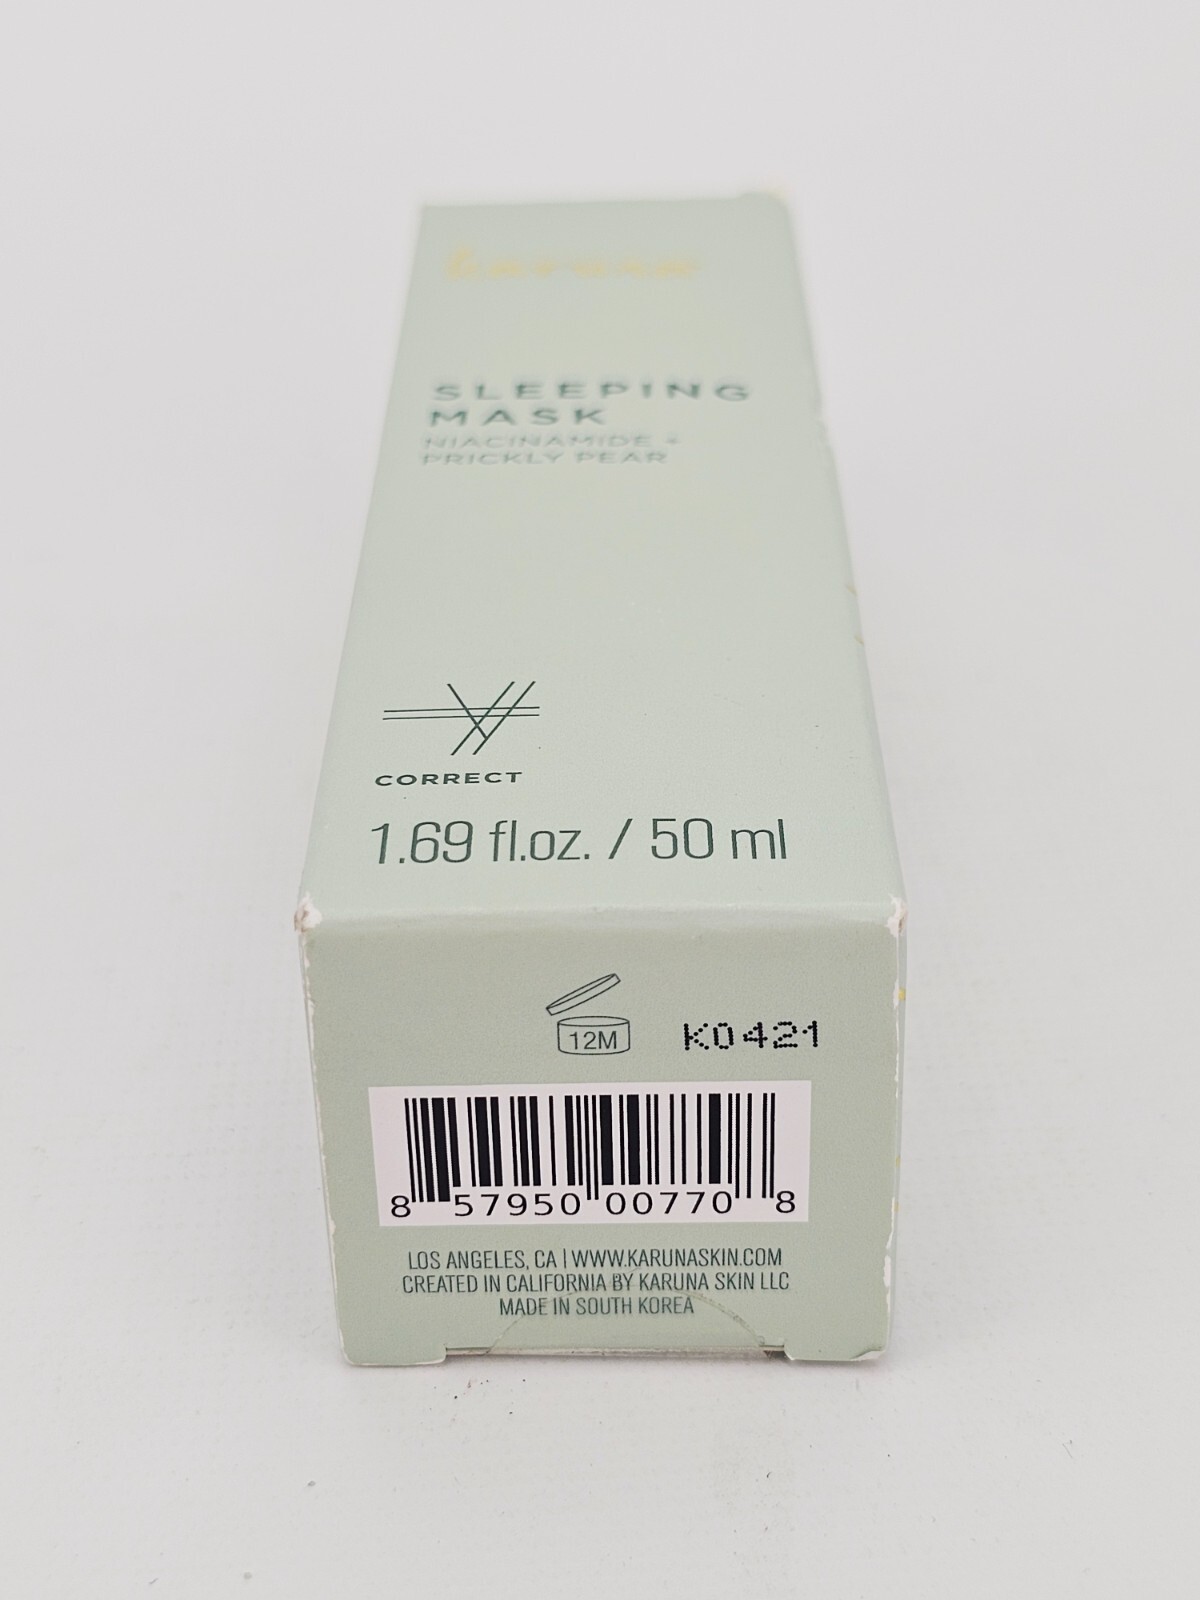 karuna
SLEEPING
MASK
NIACINAMIDE +
PRICKLY PEAR
CORRECT
1.69 fl.oz. / 50 ml
12M
K0421
8 57950 00770 8
LOS ANGELES, CA | WWW.KARUNASKIN.COM
CREATED IN CALIFORNIA BY KARUNA SKIN LLC
MADE IN SOUTH KOREA